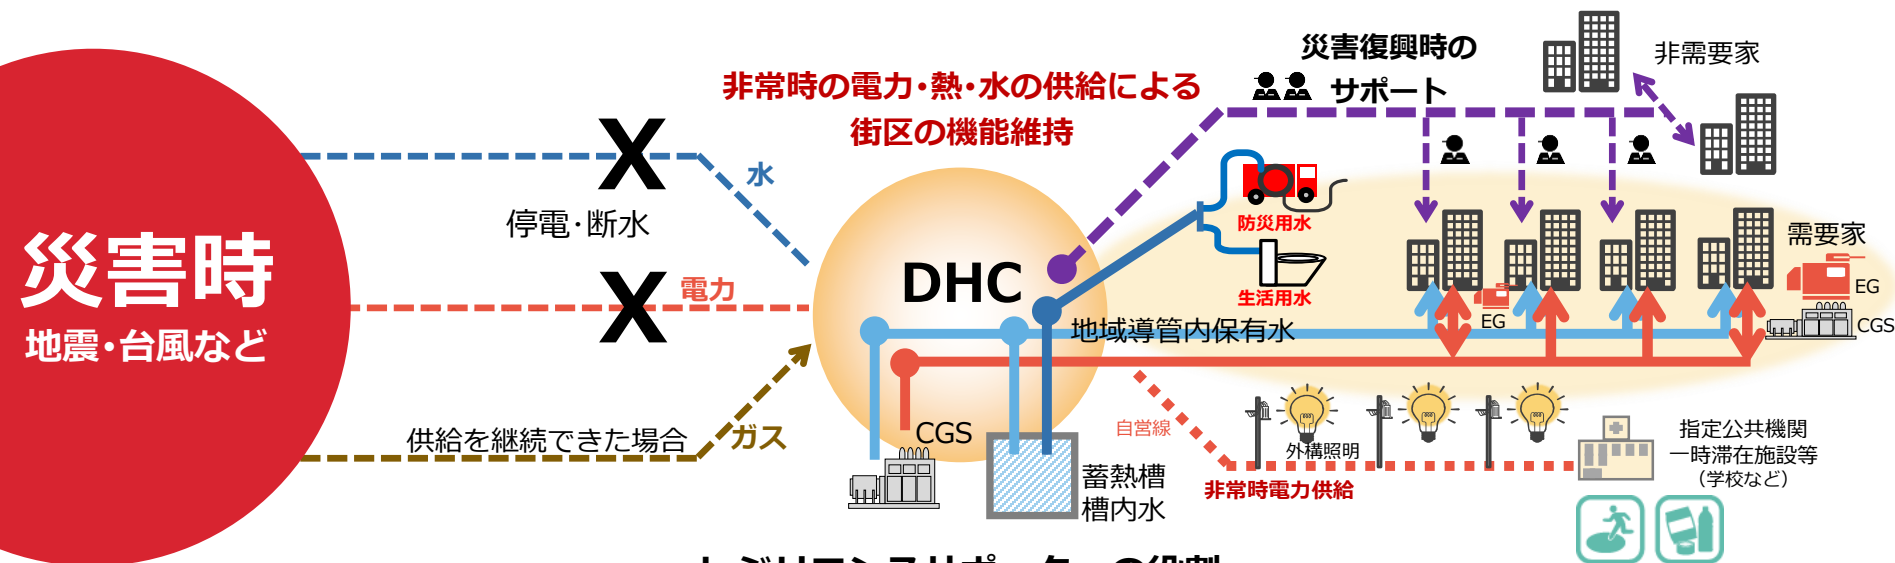 災害時
地震・台風など
水
停電・断水
電力
供給を継続できた場合
ガス
非常時の電力・熱・水の供給による
街区の機能維持
DHC
地域導管内保有水
CGS
蓄熱槽
槽内水
災害復興時の
サポート
非需要家
防災用水
生活用水
需要家
EG
EG
CGS
自営線
外構照明
非常時電力供給
指定公共機関
一時滞在施設等
(学校など)